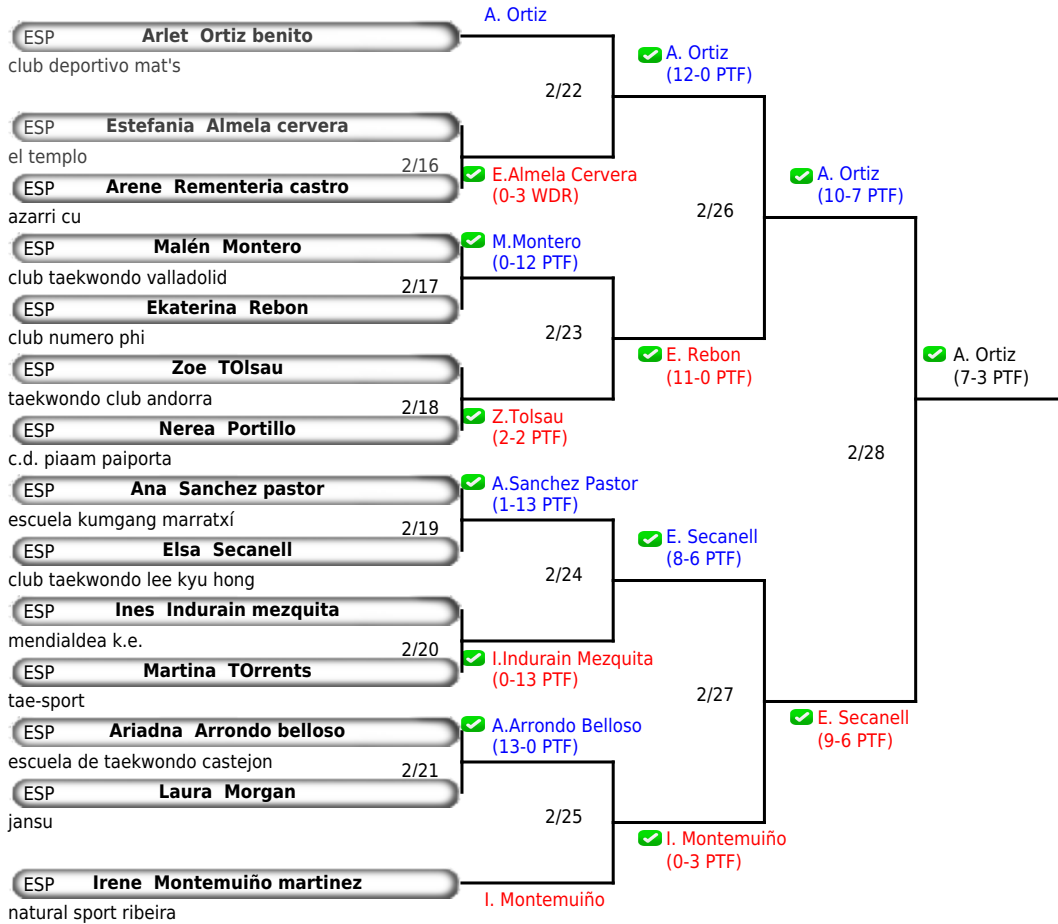 A. Ortiz
ESP Arlet Ortiz benito
club deportivo mat's
A. Ortiz
(12-0 PTF)
2/22
ESP Estefania Almela cervera
el templo
2/16
E.Almela Cervera
(0-3 WDR)
ESP Arene Rementeria castro
azarri cu
A. Ortiz
(10-7 PTF)
2/26
ESP Malén Montero
club taekwondo valladolid
M.Montero
(0-12 PTF)
2/17
ESP Ekaterina Rebon
club numero phi
2/23
E. Rebon
(11-0 PTF)
ESP Zoe TOlsau
taekwondo club andorra
2/18
Z.Tolsau
(2-2 PTF)
ESP Nerea Portillo
c.d. piaam paiporta
A. Ortiz
(7-3 PTF)
2/28
ESP Ana Sanchez pastor
escuela kumgang marratxí
A.Sanchez Pastor
(1-13 PTF)
2/19
ESP Elsa Secanell
club taekwondo lee kyu hong
E. Secanell
(8-6 PTF)
2/24
ESP Ines Indurain mezquita
mendialdea k.e.
2/20
I.Indurain Mezquita
(0-13 PTF)
ESP Martina TOrrents
tae-sport
2/27
E. Secanell
(9-6 PTF)
ESP Ariadna Arrondo belloso
escuela de taekwondo castejon
A.Arrondo Belloso
(13-0 PTF)
2/21
ESP Laura Morgan
jansu
2/25
I. Montemuiño
(0-3 PTF)
ESP Irene Montemuiño martinez
natural sport ribeira
I. Montemuiño